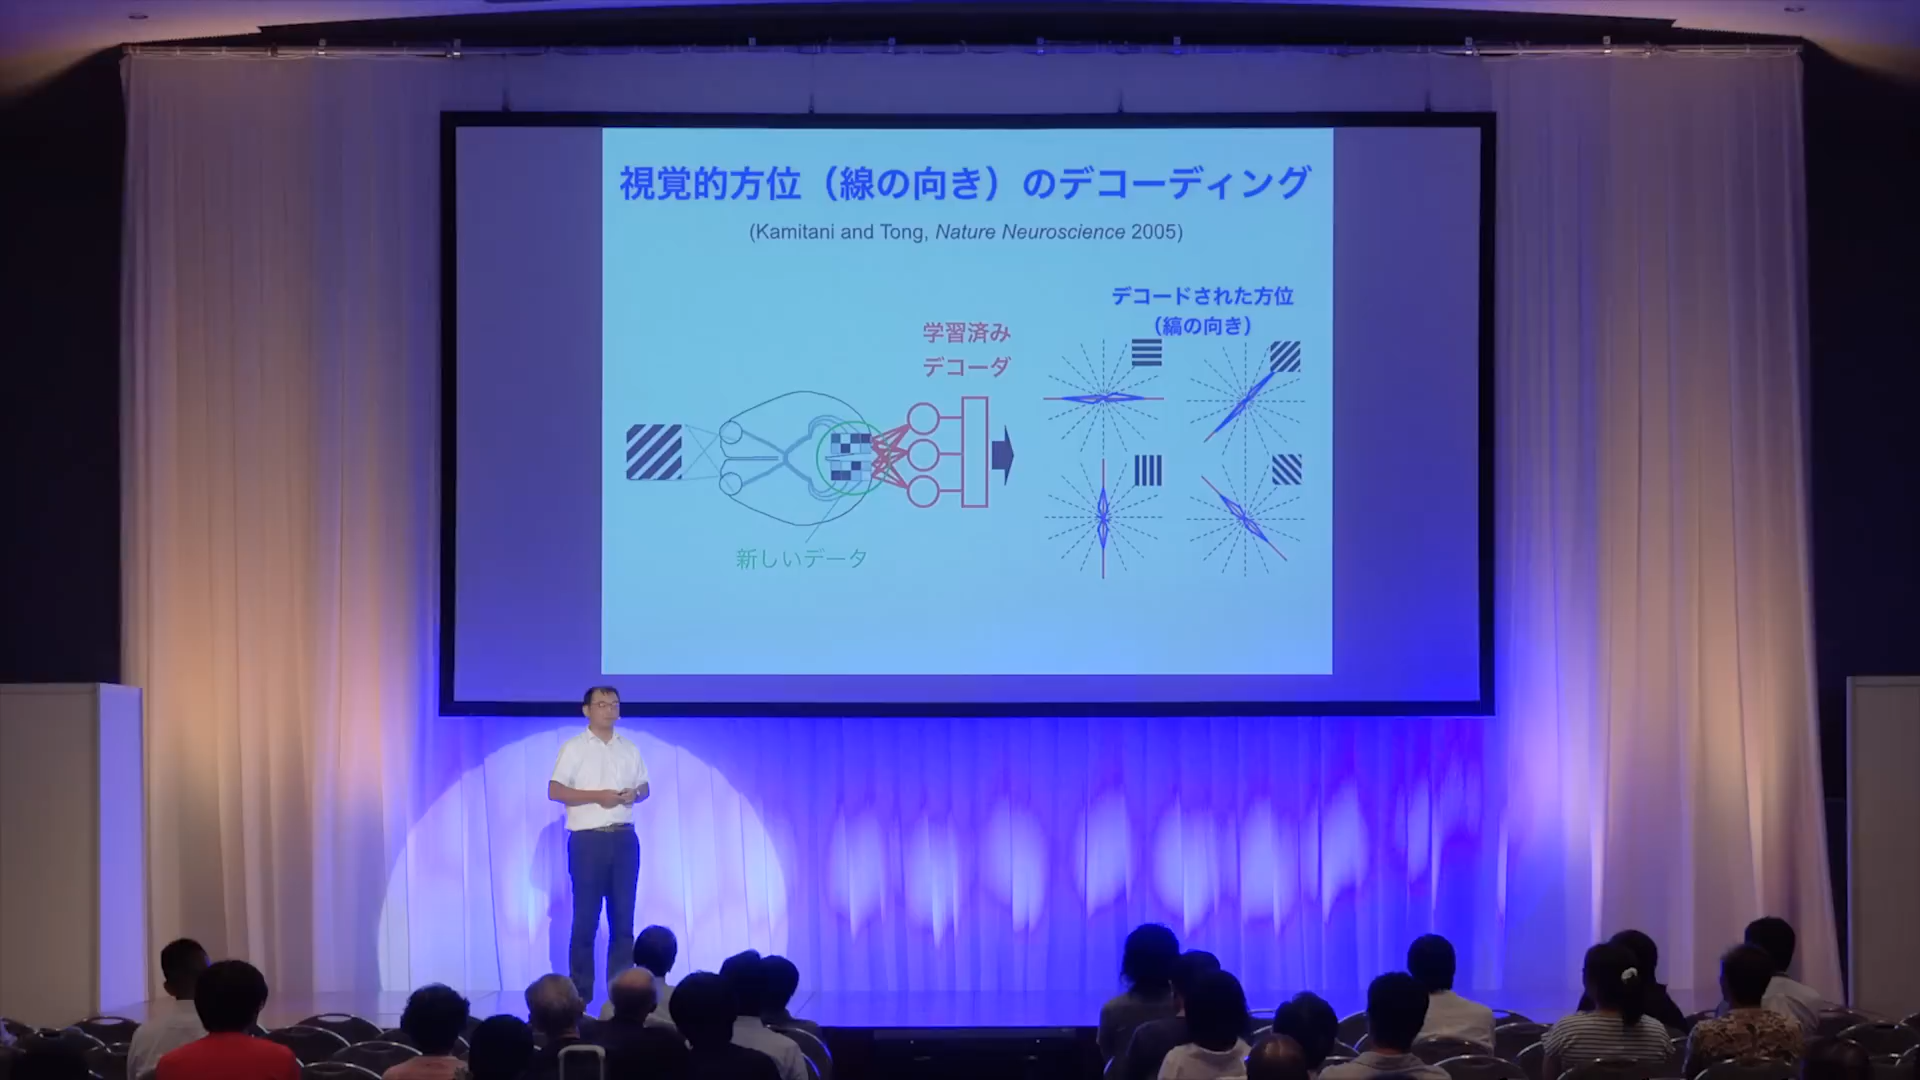 視覚的方位（線の向き）のデコーディング
(Kamitani and Tong, Nature Neuroscience 2005)
デコードされた方位
（縞の向き）
学習済み
デコーダ
新しいデータ